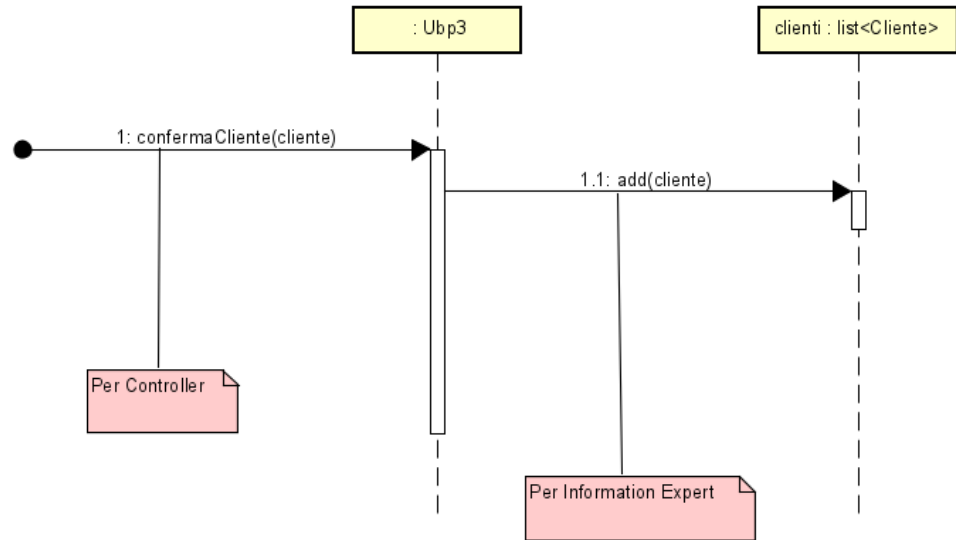 : Ubp3
clienti : list<Cliente>
1: confermaCliente(cliente)
1.1: add(cliente)
Per Controller
Per Information Expert